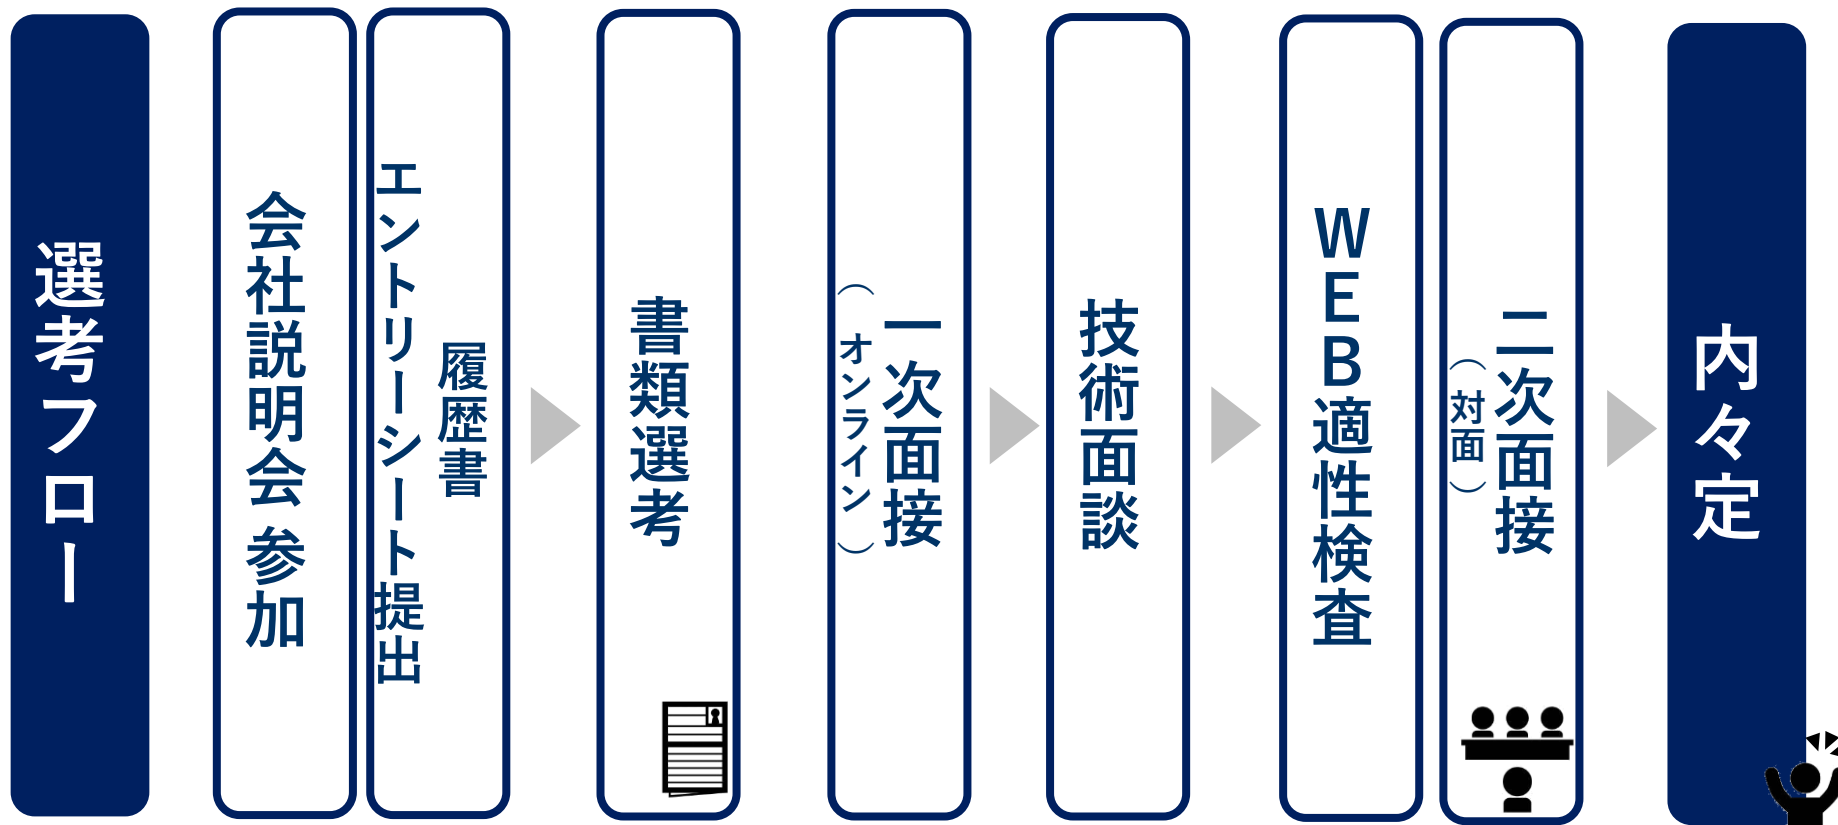 選考フロー
会社説明会 参加
履歴書
エントリーシート提出
書類選考
一次面接
（オンライン）
技術面談
WEB適性検査
二次面接
（対面）
内々定